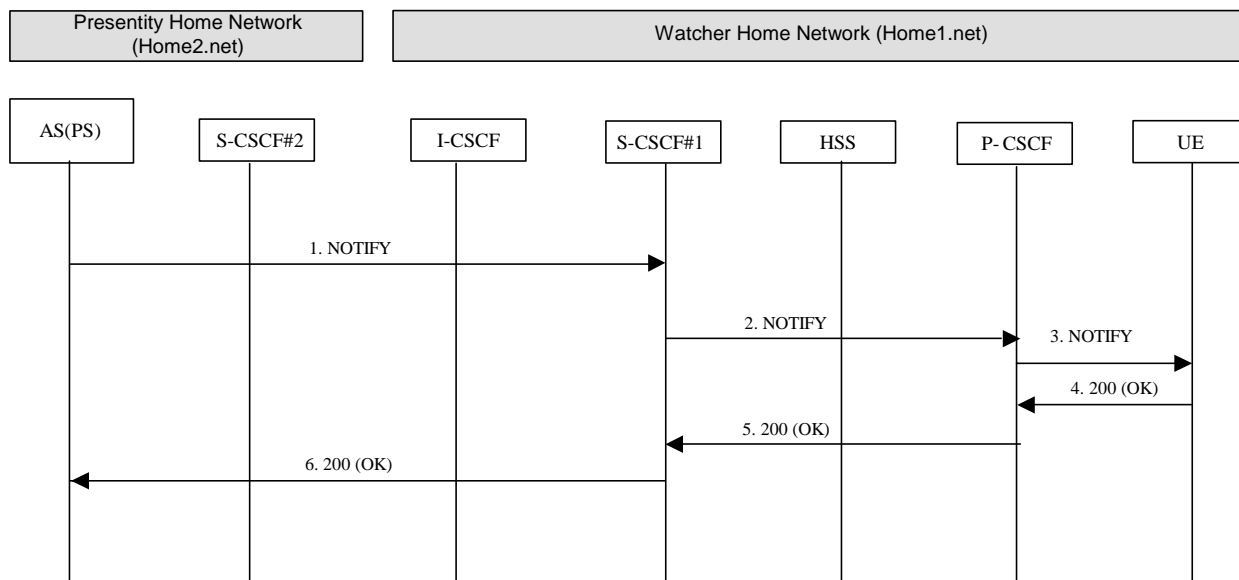 Presentity Home Network
(Home2.net)
Watcher Home Network (Home1.net)
AS(PS)
S-CSCF#2
I-CSCF
S-CSCF#1
HSS
P- CSCF
UE
1. NOTIFY
2. NOTIFY
3. NOTIFY
4. 200 (OK)
5. 200 (OK)
6. 200 (OK)